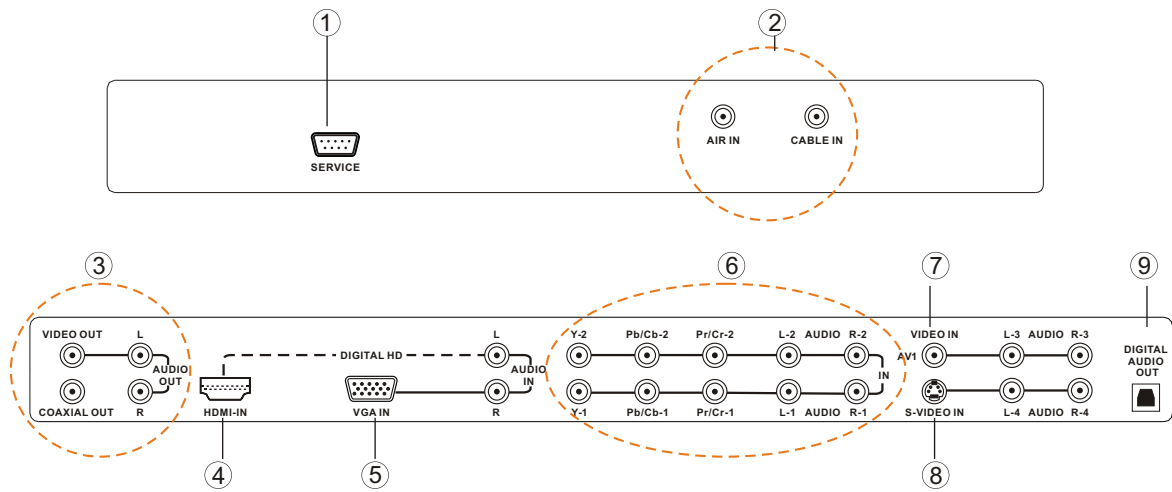 ① ②
AIR IN CABLE IN
SERVICE
③ ⑥ ⑦ ⑨
VIDEO OUT L L Y-2 Pb/Cb-2 Pr/Cr-2 L-2 AUDIO R-2 VIDEO IN L-3 AUDIO R-3
DIGITAL HD AV1 DIGITAL
AUDIO
OUT
AUDIO
OUT
AUDIO
IN
IN
COAXIAL OUT R HDMI-IN VGA IN R Y-1 Pb/Cb-1 Pr/Cr-1 L-1 AUDIO R-1 S-VIDEO IN L-4 AUDIO R-4
④ ⑤ ⑧